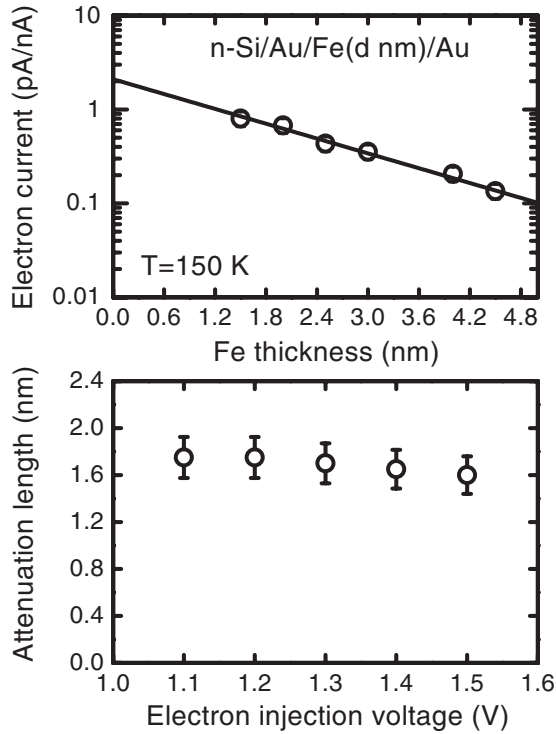 10
1
0.1
0.01
Electron current (pA/nA)
n-Si/Au/Fe(d nm)/Au
T=150 K
0.0 0.6 1.2 1.8 2.4 3.0 3.6 4.2 4.8
Fe thickness (nm)
2.4
2.0
1.6
1.2
0.8
0.4
0.0
Attenuation length (nm)
1.0 1.1 1.2 1.3 1.4 1.5 1.6
Electron injection voltage (V)